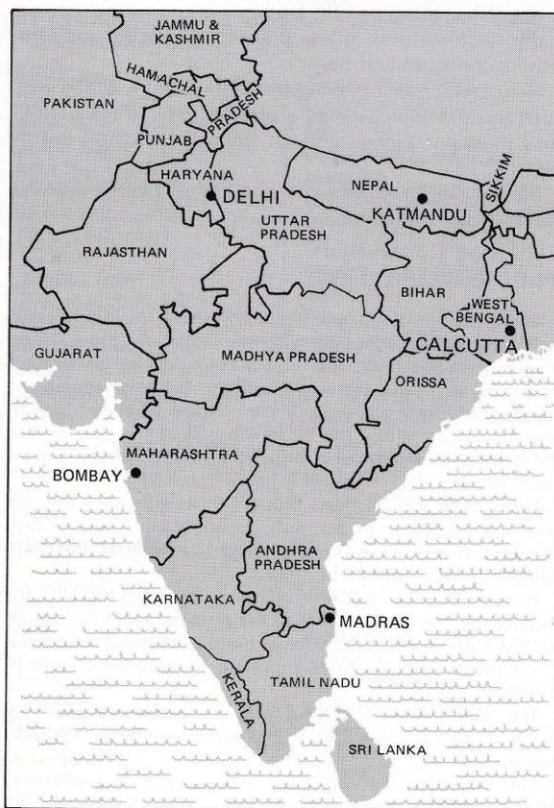 JAMMU &
KASHMIR
HAMACHAL
PRADESH
PAKISTAN
PUNJAB
HARYANA
DELHI
NEPAL
SIKKIM
KATMANDU
UTTAR
PRADESH
RAJASTHAN
BIHAR
WEST
BENGAL
CALCUTTA
GUJARAT
MADHYA PRADESH
ORISSA
MAHARASHTRA
BOMBAY
ANDHRA
PRADESH
KARNATAKA
MADRAS
TAMIL NADU
KERALA
SRI LANKA